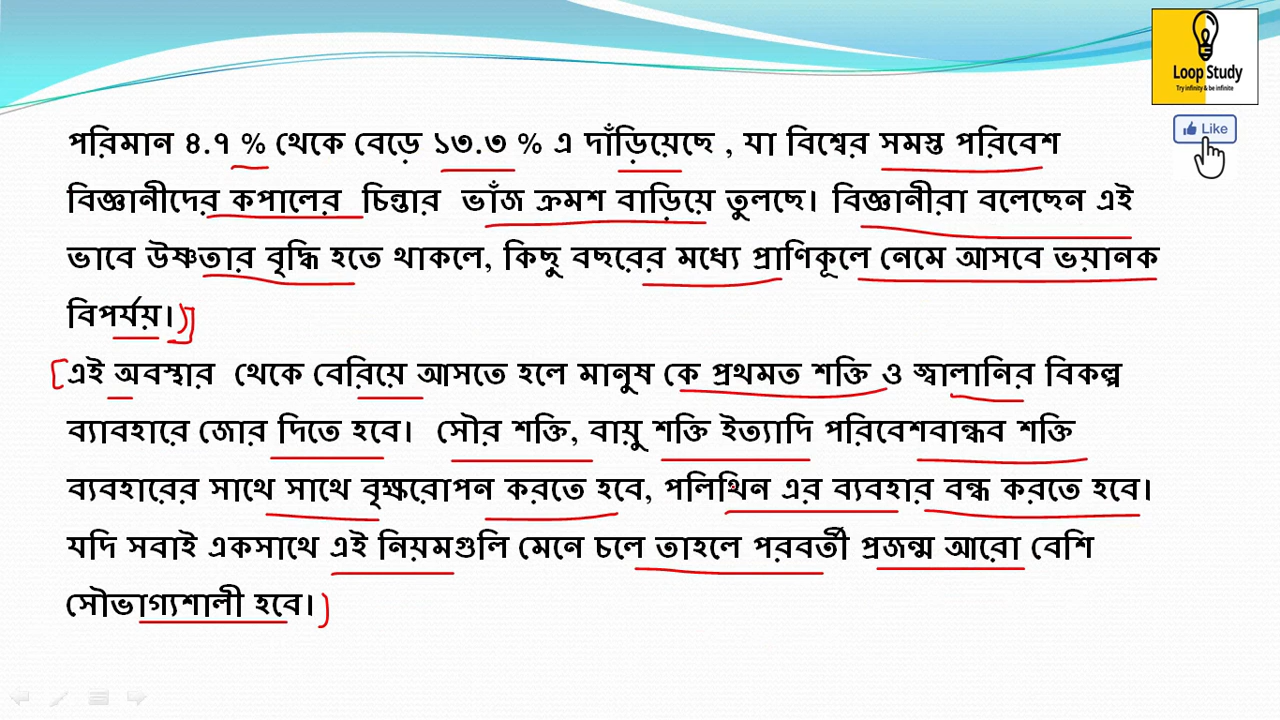 Loop Study
Try infinity & be infinite
Like
পরিমান ৪.৭ % থেকে বেড়ে ১৩.৩ % এ দাঁড়িয়েছে , যা বিশ্বের সমস্ত পরিবেশ
বিজ্ঞানীদের কপালের চিন্তার ভাঁজ ক্রমশ বাড়িয়ে তুলছে। বিজ্ঞানীরা বলেছেন এই
ভাবে উষ্ণতার বৃদ্ধি হতে থাকলে, কিছু বছরের মধ্যে প্রাণিকূলে নেমে আসবে ভয়ানক
বিপর্যয়।
এই অবস্থার থেকে বেরিয়ে আসতে হলে মানুষ কে প্রথমত শক্তি ও জ্বালানির বিকল্প
ব্যাবহারে জোর দিতে হবে। সৌর শক্তি, বায়ু শক্তি ইত্যাদি পরিবেশবান্ধব শক্তি
ব্যবহারের সাথে সাথে বৃক্ষরোপন করতে হবে, পলিথিন এর ব্যবহার বন্ধ করতে হবে।
যদি সবাই একসাথে এই নিয়মগুলি মেনে চলে তাহলে পরবর্তী প্রজন্ম আরো বেশি
সৌভাগ্যশালী হবে।